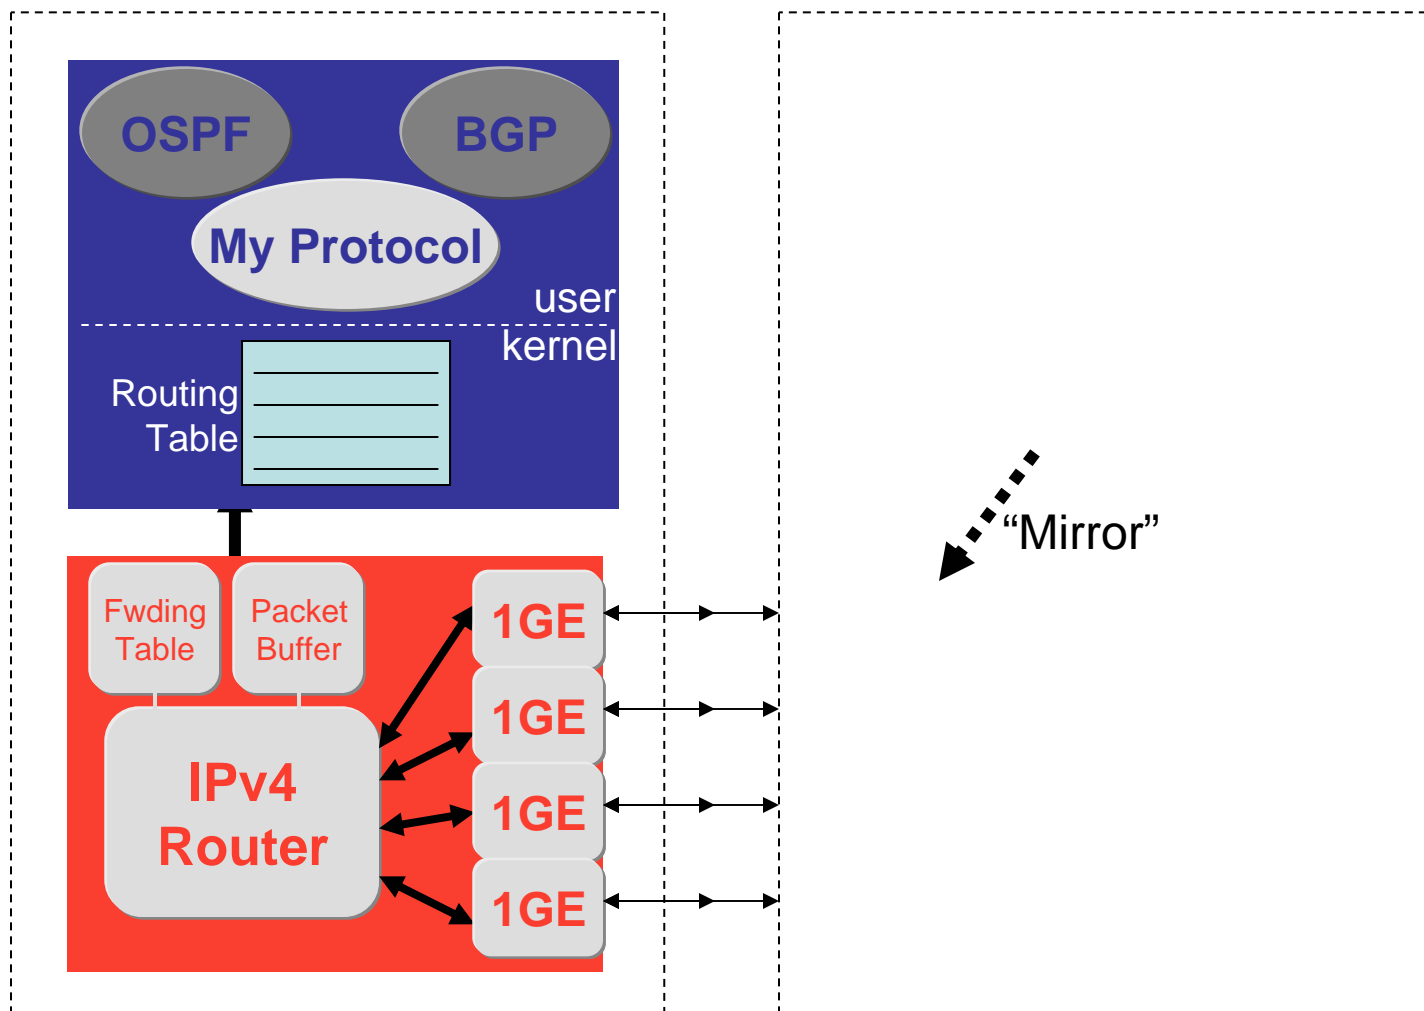 OSPF
BGP
My Protocol
user
kernel
Routing
Table
“Mirror”
Fwding
Table
Packet
Buffer
1GE
1GE
IPv4
Router
1GE
1GE